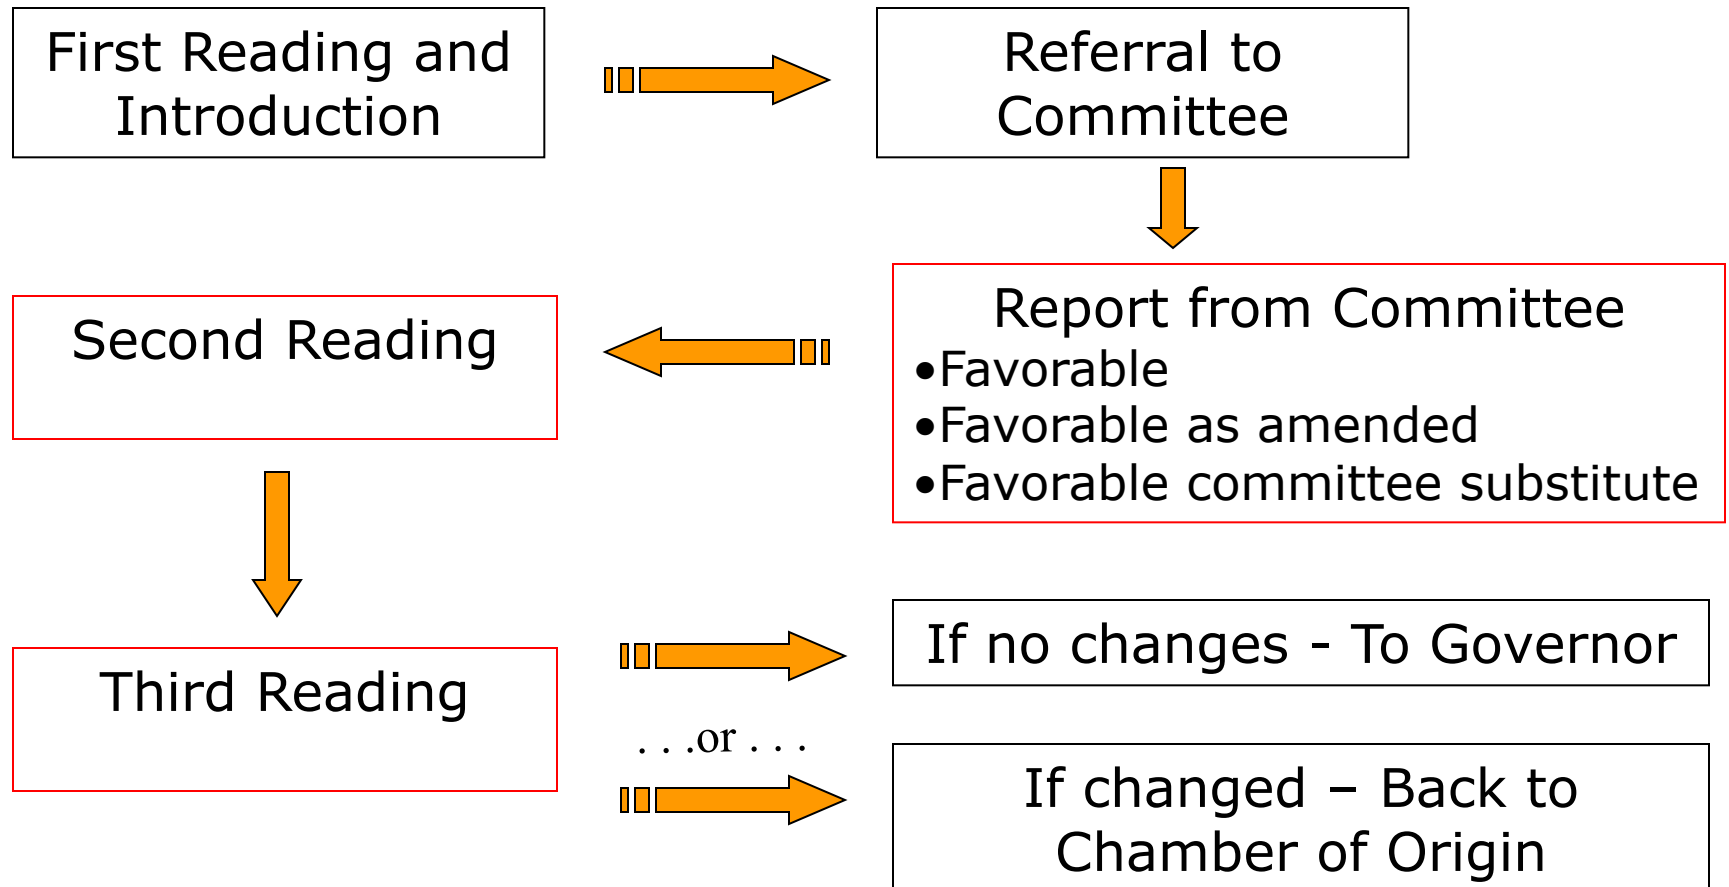 First Reading and
Introduction
Referral to
Committee
Report from Committee
•Favorable
•Favorable as amended
•Favorable committee substitute
Second Reading
Third Reading
If no changes - To Governor
. . .or . . .
If changed – Back to
Chamber of Origin